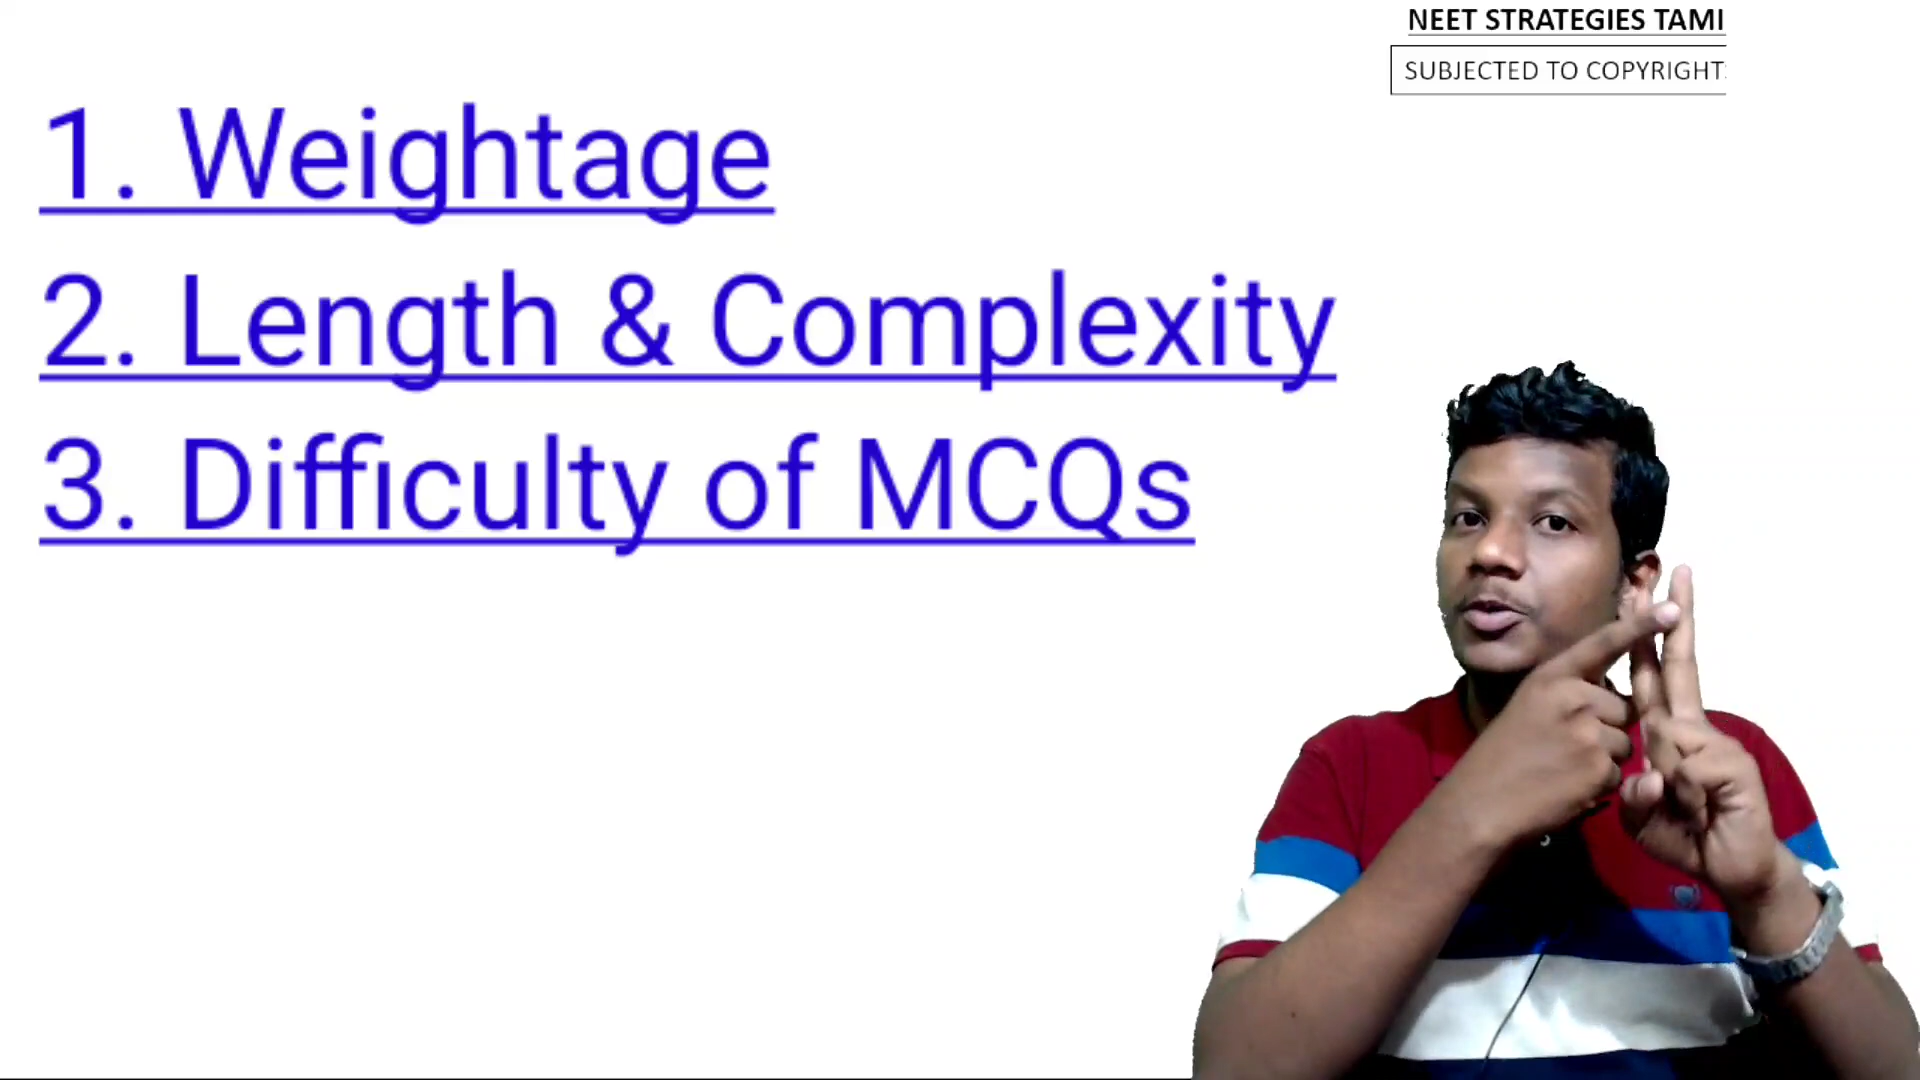 NEET STRATEGIES TAMI
SUBJECTED TO COPYRIGHT
1. Weightage
2. Length & Complexity
3. Difficulty of MCQs